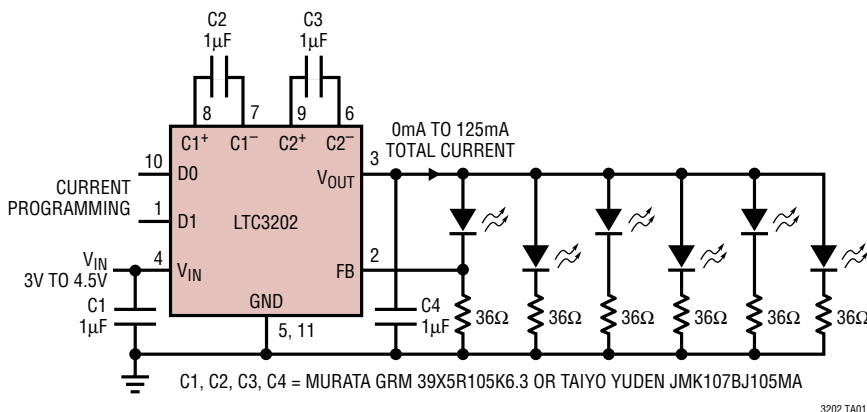 C2
1µF
C3
1µF
8
7
9
6
C1+
C1–
C2+
C2–
0mA TO 125mA
TOTAL CURRENT
10
D0
3
VOUT
CURRENT
PROGRAMMING
1
D1
LTC3202
VIN
3V TO 4.5V
4
VIN
2
FB
GND
C1
1µF
5, 11
C4
1µF
36Ω
36Ω
36Ω
36Ω
36Ω
36Ω
C1, C2, C3, C4 = MURATA GRM 39X5R105K6.3 OR TAIYO YUDEN JMK107BJ105MA
3202 TA01